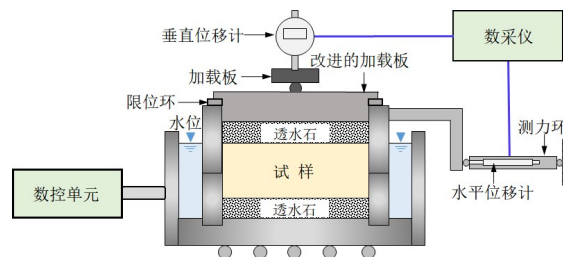 垂直位移计
数采仪
加载板
改进的加载板
限位环
水位
透水石
测力环
试 样
数控单元
水平位移计
透水石